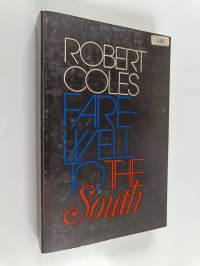 ROBERT
COLES
FARE-
WELL
TO THE
South